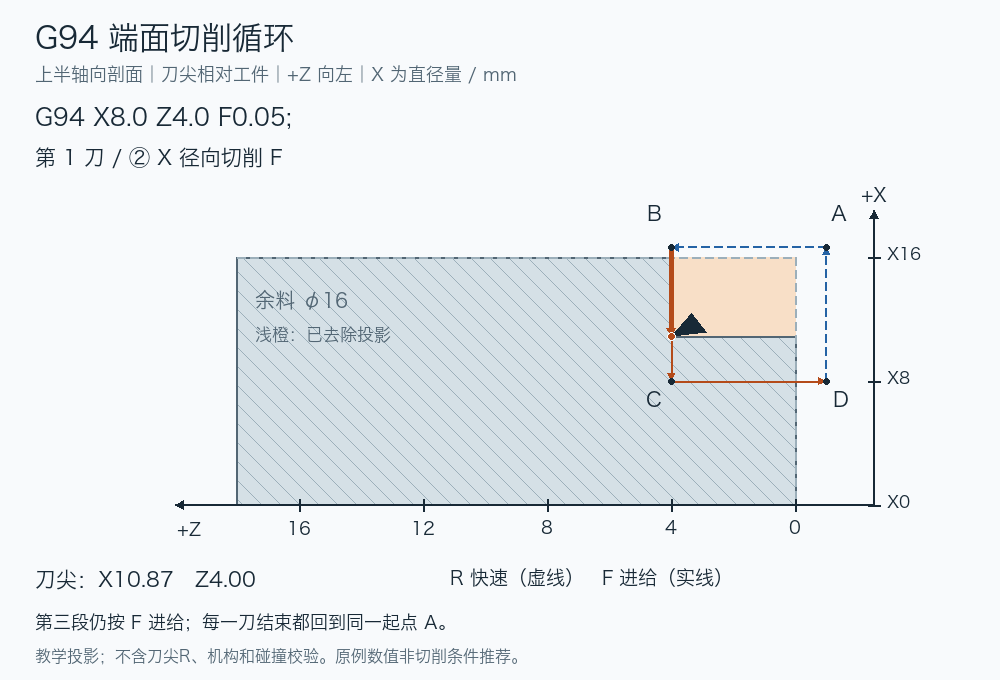 G94 端面切削循环
上半轴向剖面｜刀尖相对工件｜+Z 向左｜X 为直径量 / mm
G94 X8.0 Z4.0 F0.05;
第 1 刀 / ② X 径向切削 F
+X
B
A
X16
余料 φ16
浅橙：已去除投影
X8
C
D
X0
+Z
16
12
8
4
0
刀尖：X10.87 Z4.00
R 快速（虚线） F 进给（实线）
第三段仍按 F 进给；每一刀结束都回到同一起点 A。
教学投影；不含刀尖R、机构和碰撞校验。原例数值非切削条件推荐。